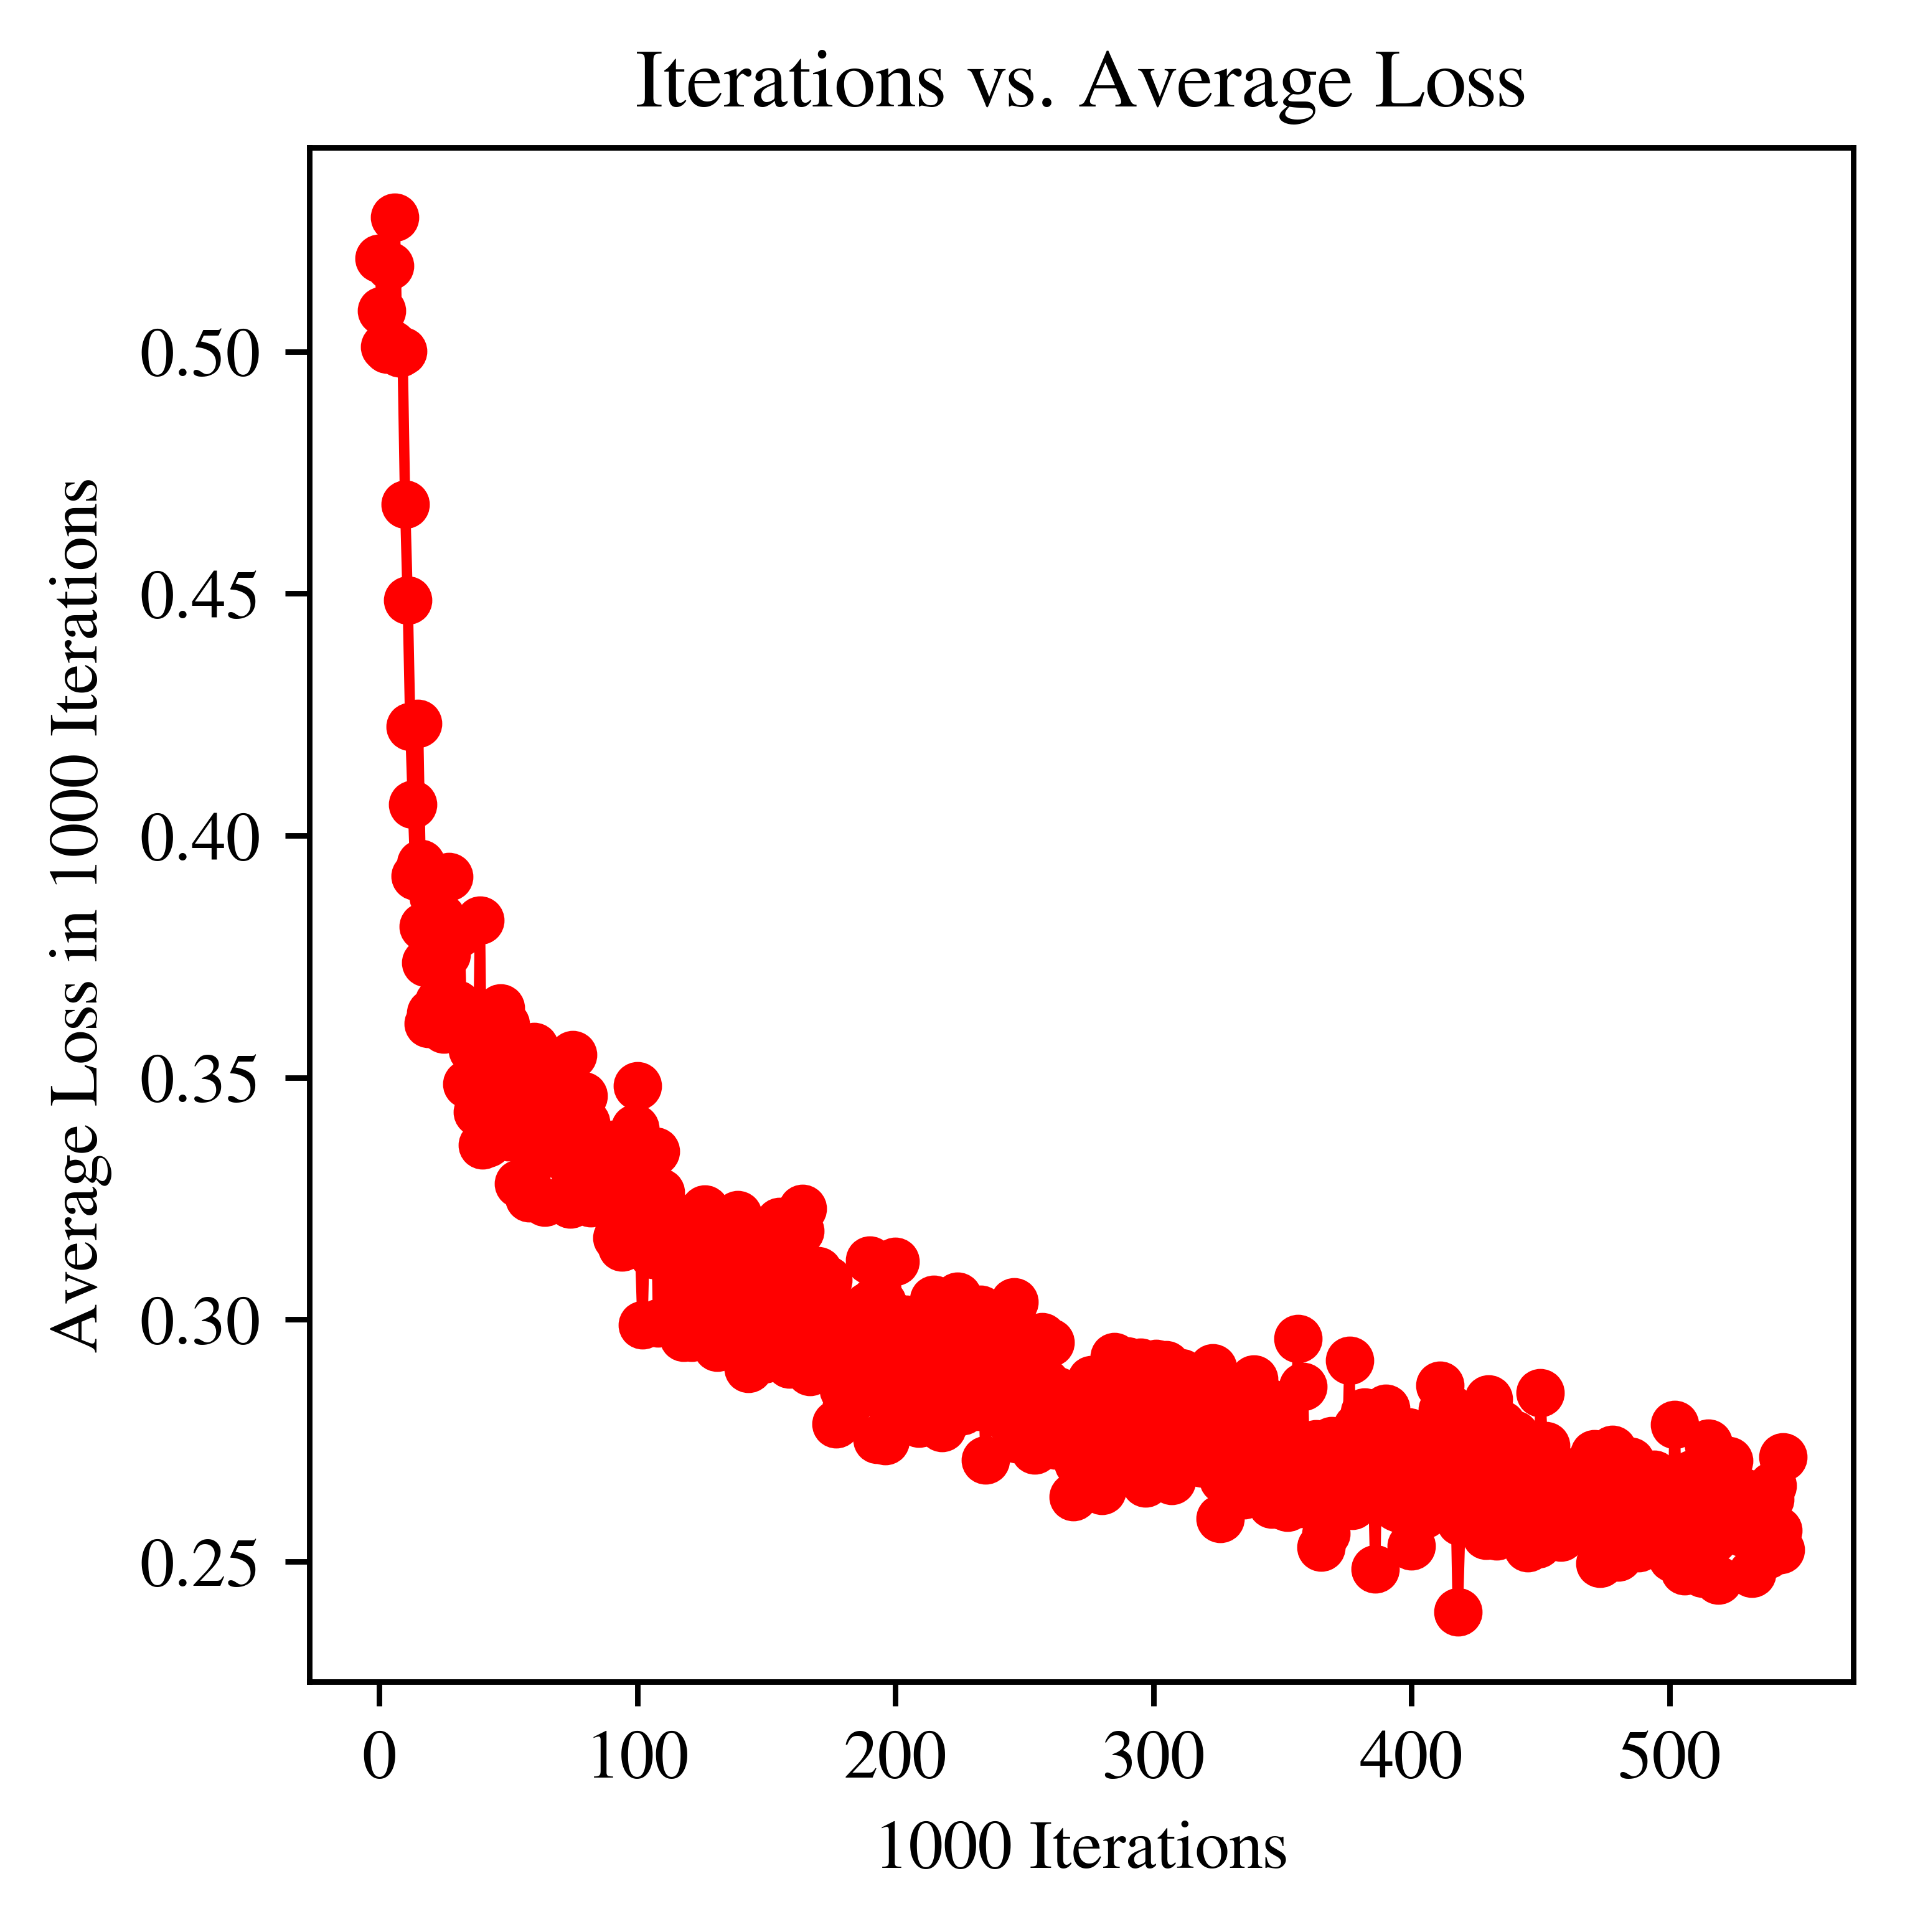 Iterations vs. Average Loss
Average Loss in 1000 Iterations
0.50
0.45
0.40
0.35
0.30
0.25
0 100 200 300 400 500
1000 Iterations